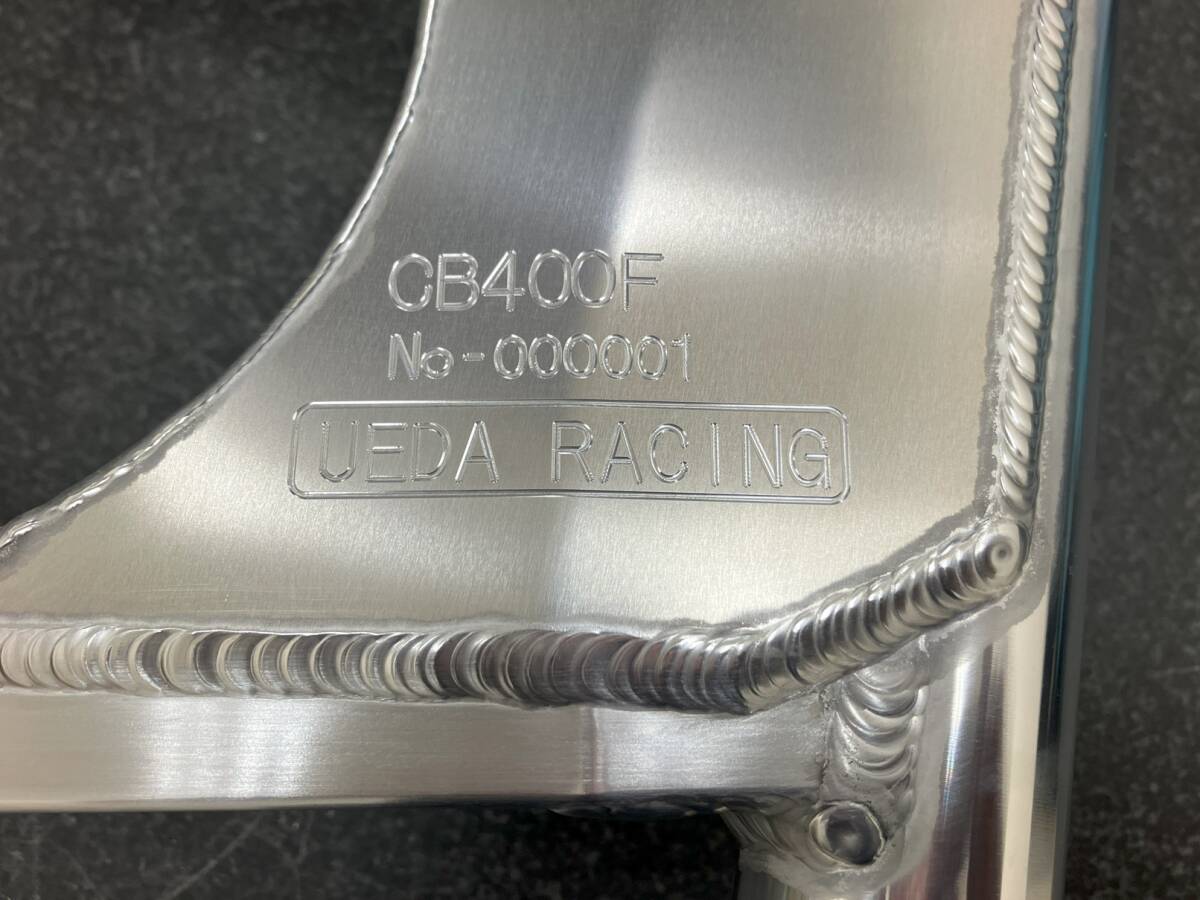 CB400F
No-000001
UEDA RACING